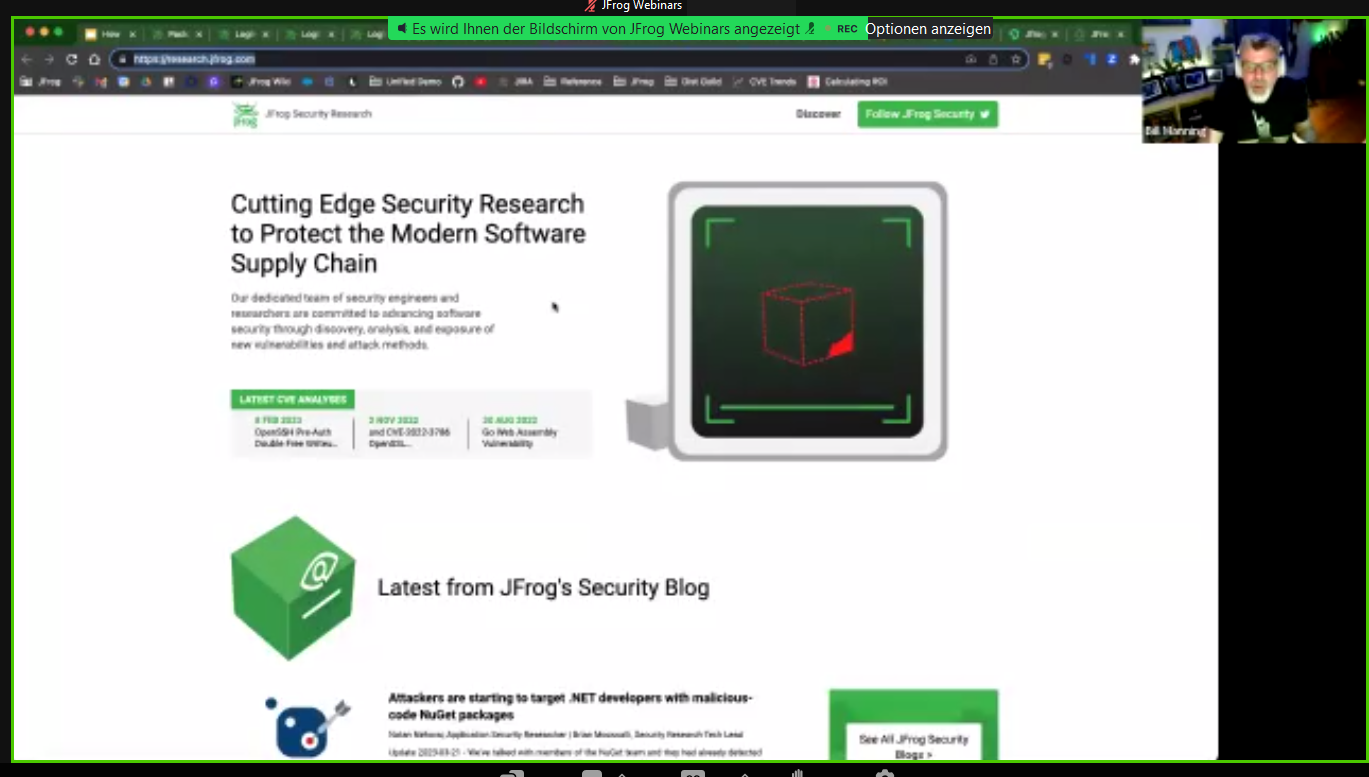 JFrog Webinars
Es wird Ihnen der Bildschirm von JFrog Webinars angezeigt REC Optionen anzeigen
https://research.jfrog.com
JFrog JFrog Wiki Unified Demo JIRA Reference JFrog CVE Trends Calculating ROI
JFrog Security Research
Discover
Follow JFrog Security
Bill Manning
Cutting Edge Security Research
to Protect the Modern Software
Supply Chain
Our dedicated team of security engineers and
researchers are committed to advancing software
security through discovery, analysis, and exposure of
new vulnerabilities and attack methods.
LATEST CVE ANALYSES
8 FEB 2023
OpenSSH Pre-Auth
Double Free
2 NOV 2022
and CVE-2022-3786
OpenSSL...
30 AUG 2022
Go Web Assembly
Vulnerability
Latest from JFrog's Security Blog
Attackers are starting to target .NET developers with malicious-
code NuGet packages
Natan Nehorai, Application Security Researcher | Brian Moussalli, Security Research Tech Lead
Update 2023-03-21 - We've talked with members of the NuGet team and they had already detected
See All JFrog Security
Blogs >